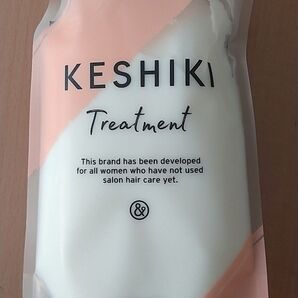 KESHIKI
Treatment
This brand has been developed
for all women who have not used
salon hair care yet.
&